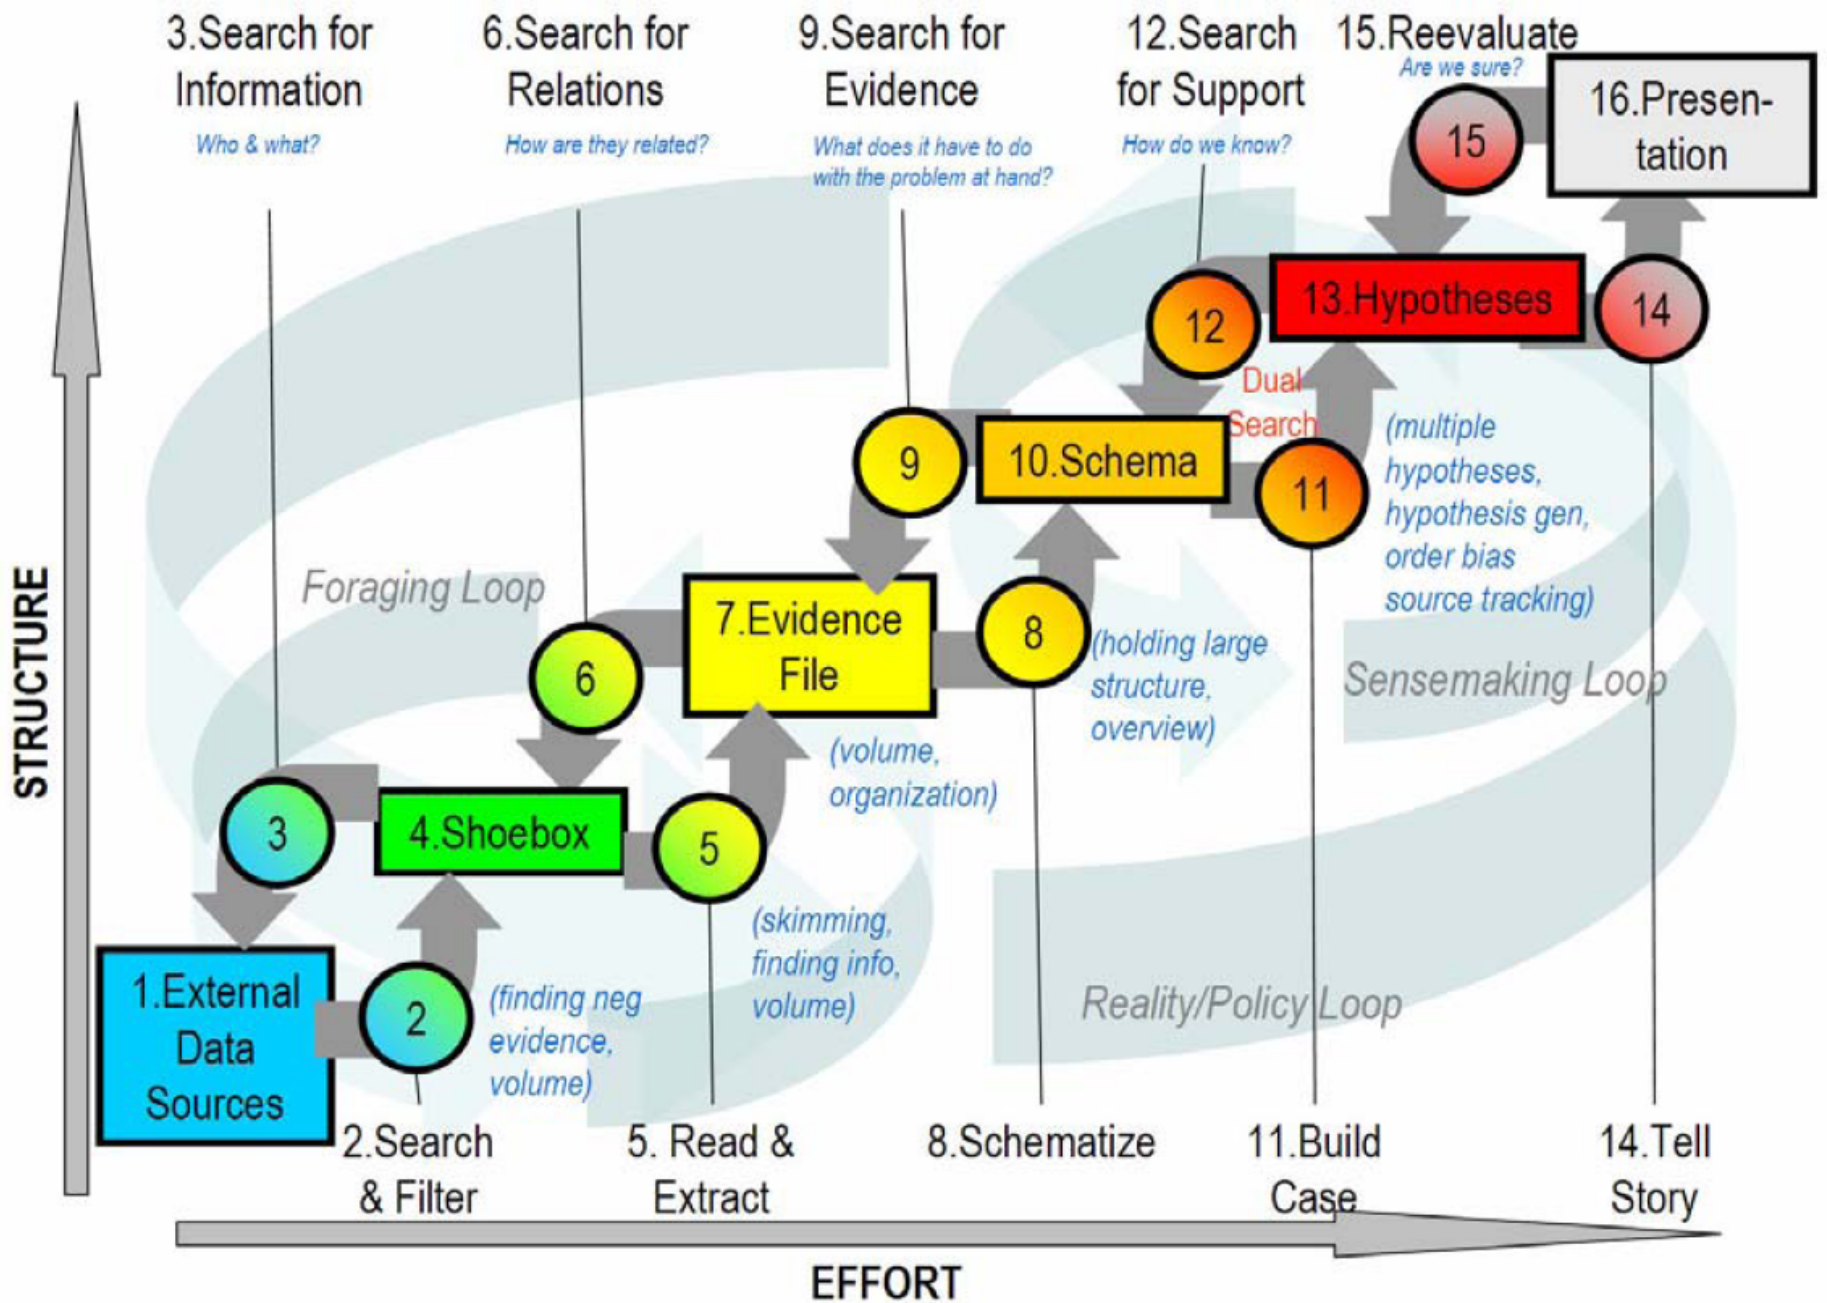 3.Search for
Information
Who & what?
6.Search for
Relations
How are they related?
9.Search for
Evidence
What does it have to do
with the problem at hand?
12.Search
for Support
How do we know?
15.Reevaluate
Are we sure?
16.Presen-
tation
15
13.Hypotheses
14
12
Dual
Search
11
(multiple
hypotheses,
hypothesis gen,
order bias
source tracking)
10.Schema
9
8
(holding large
structure,
overview)
Sensemaking Loop
7.Evidence
File
(volume,
organization)
Foraging Loop
6
5
(skimming,
finding info,
volume)
4.Shoebox
3
2
(finding neg
evidence,
volume)
1.External
Data
Sources
Reality/Policy Loop
STRUCTURE
2.Search
& Filter
5. Read &
Extract
8.Schematize
11.Build
Case
14.Tell
Story
EFFORT